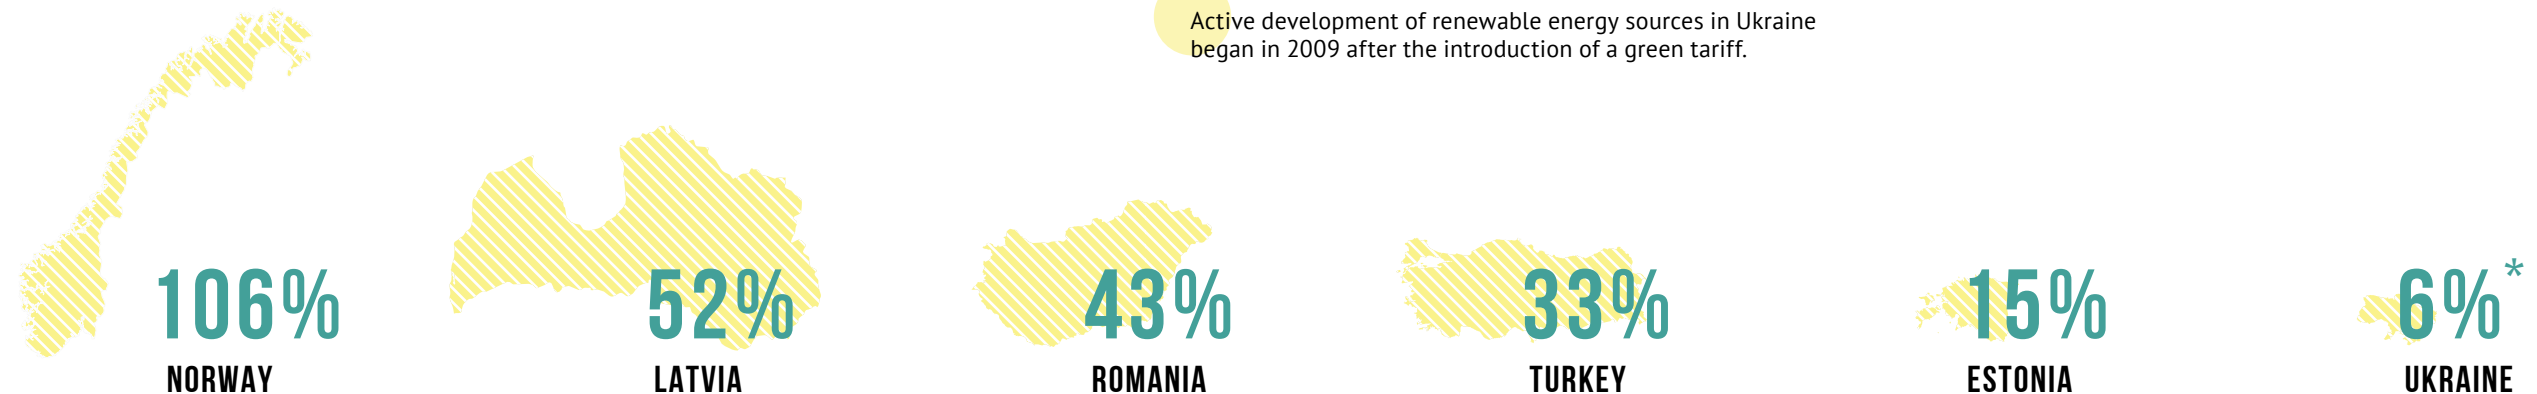 Active development of renewable energy sources in Ukraine
began in 2009 after the introduction of a green tariff.
106%
NORWAY
52%
LATVIA
43%
ROMANIA
33%
TURKEY
15%
ESTONIA
6%*
UKRAINE